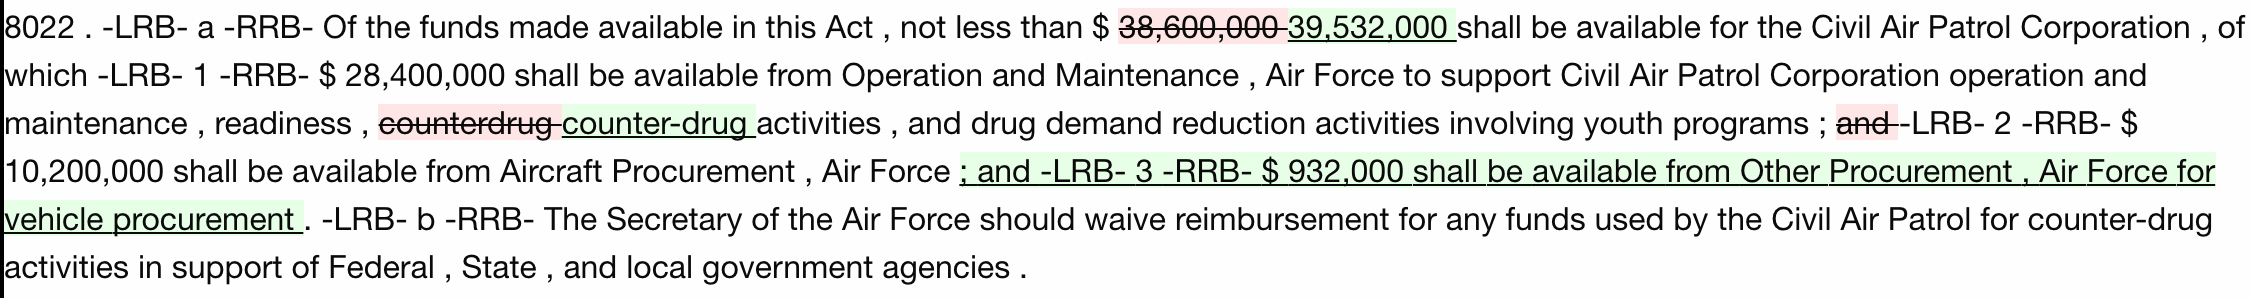 8022 . -LRB- a -RRB- Of the funds made available in this Act , not less than $ 38,600,000 39,532,000 shall be available for the Civil Air Patrol Corporation , of
which -LRB- 1 -RRB- $ 28,400,000 shall be available from Operation and Maintenance , Air Force to support Civil Air Patrol Corporation operation and
maintenance , readiness , counterdrug counter-drug activities , and drug demand reduction activities involving youth programs ; and -LRB- 2 -RRB- $
10,200,000 shall be available from Aircraft Procurement , Air Force ; and -LRB- 3 -RRB- $ 932,000 shall be available from Other Procurement , Air Force for
vehicle procurement . -LRB- b -RRB- The Secretary of the Air Force should waive reimbursement for any funds used by the Civil Air Patrol for counter-drug
activities in support of Federal , State , and local government agencies .